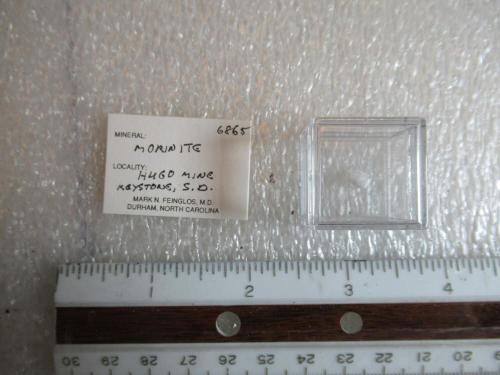 6865
MINERAL:
MORINITE
LOCALITY:
HUGO MINE
KEYSTONE, S.D.
MARK N. FEINGLOS, M.D.
DURHAM, NORTH CAROLINA
1 2 3 4
30 29 28 27 26 25 24 23 22 21 20